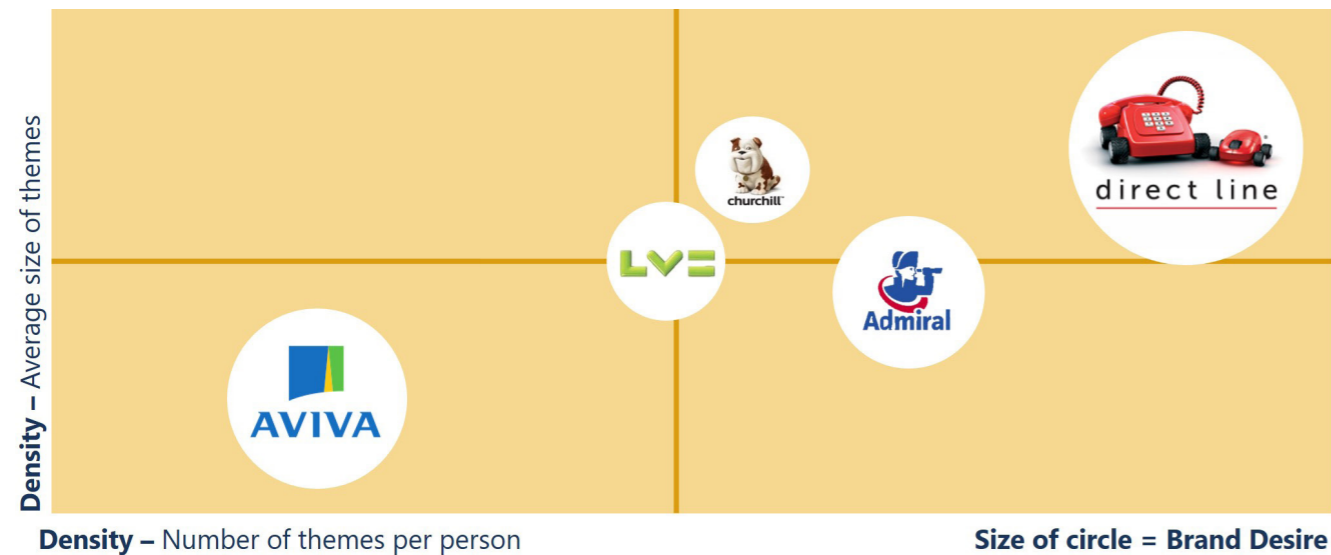 Density – Average size of themes
churchill
direct line
LV=
Admiral
AVIVA
Density – Number of themes per person
Size of circle = Brand Desire